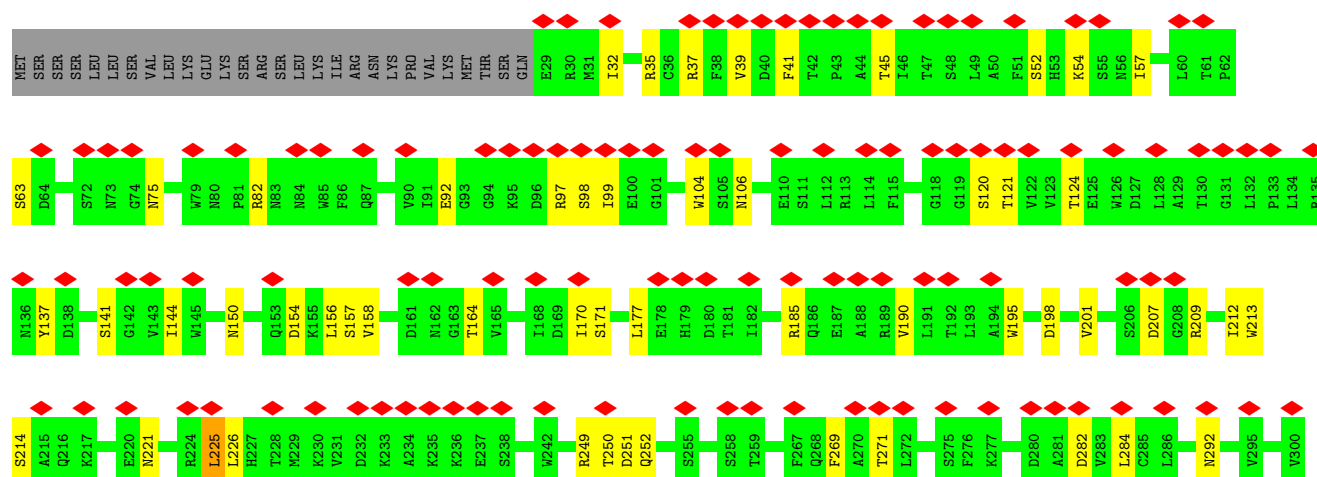 MET SER SER SER LEU LEU SER VAL LEU LYS GLU LYS SER ARG SER LEU LYS ILE ARG ASN LYS PRO VAL LYS MET THR SER GLN E29 R30 M31 I32 R35 C36 R37 F38 V39 D40 F41 T42 P43 A44 T45 I46 T47 S48 L49 A50 F51 S52 H53 K54 S55 N56 I57 L60 T61 P62
S63 D64 S72 N73 G74 N75 W79 N80 P81 R82 N83 N84 W85 F86 Q87 V90 I91 E92 G93 G94 K95 D96 R97 S98 I99 E100 G101 W104 S105 N106 E110 S111 L112 R113 L114 F115 G118 G119 S120 T121 V122 V123 T124 E125 W126 D127 L128 A129 T130 G131 L132 P133 L134
N136 Y137 D138 S141 G142 V143 I144 W145 N150 Q153 D154 K155 L156 S157 V158 D161 N162 G163 T164 V165 I168 D169 I170 S171 L177 E178 H179 D180 T181 I182 R185 Q186 E187 A188 R189 V190 L191 T192 L193 A194 W195 D198 V201 S206 D207 G208 R209 I212 W213
S214 A215 Q216 K217 E220 N221 R224 L225 L226 H227 T228 M229 K230 V231 D232 K233 A234 K235 K236 E237 S238 W242 R249 T250 D251 Q252 S255 S258 T259 F267 Q268 F269 A270 T271 L272 S275 F276 K277 D280 A281 D282 V283 L284 C285 L286 N292 V295 V300